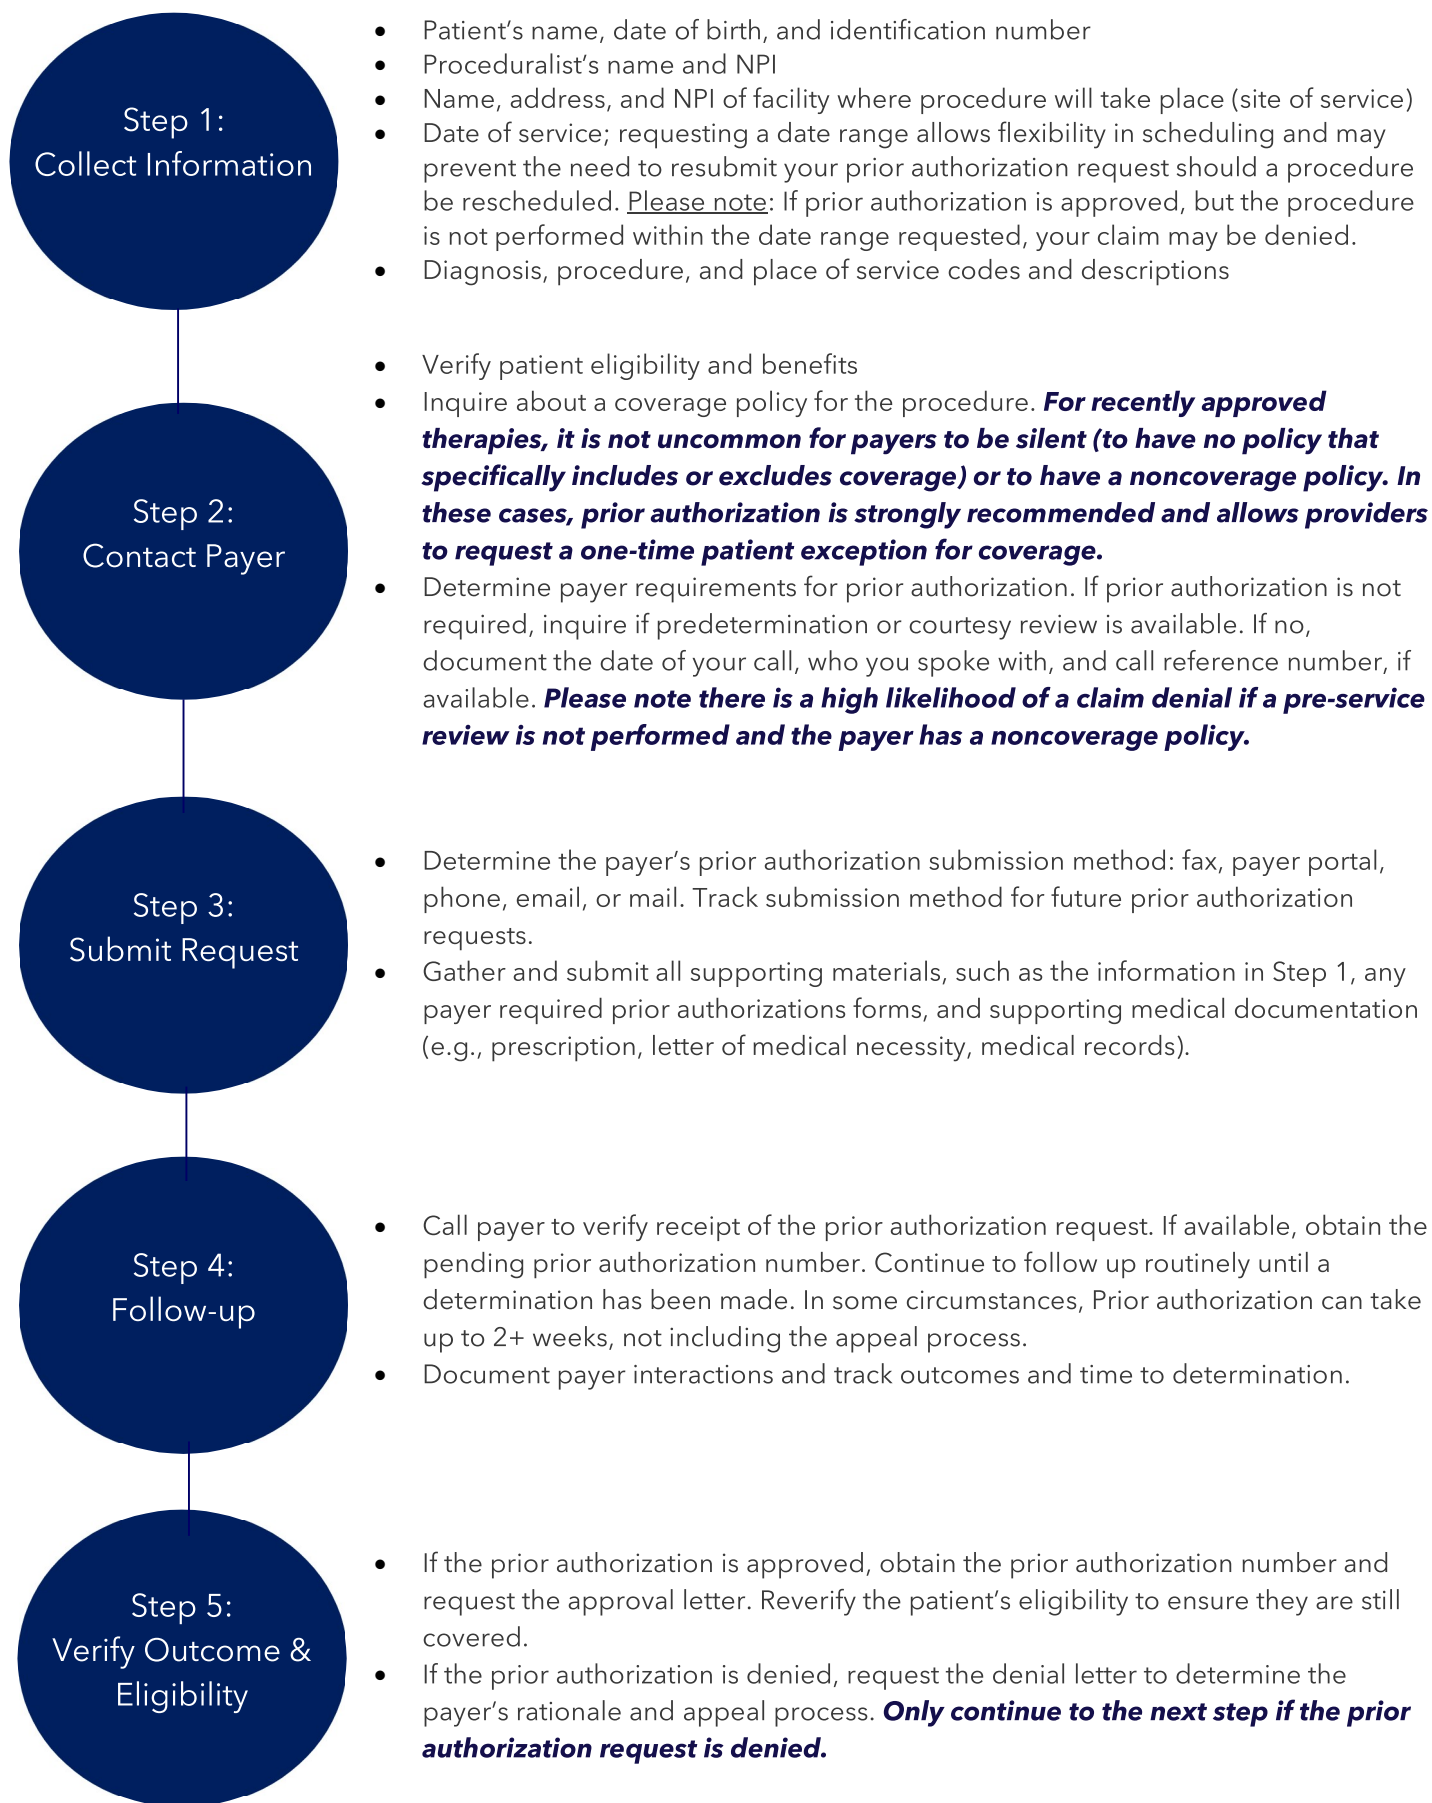 Step 1:
Collect Information
• Patient’s name, date of birth, and identification number
• Proceduralist’s name and NPI
• Name, address, and NPI of facility where procedure will take place (site of service)
• Date of service; requesting a date range allows flexibility in scheduling and may
prevent the need to resubmit your prior authorization request should a procedure
be rescheduled. Please note: If prior authorization is approved, but the procedure
is not performed within the date range requested, your claim may be denied.
• Diagnosis, procedure, and place of service codes and descriptions
Step 2:
Contact Payer
• Verify patient eligibility and benefits
• Inquire about a coverage policy for the procedure. For recently approved
therapies, it is not uncommon for payers to be silent (to have no policy that
specifically includes or excludes coverage) or to have a noncoverage policy. In
these cases, prior authorization is strongly recommended and allows providers
to request a one-time patient exception for coverage.
• Determine payer requirements for prior authorization. If prior authorization is not
required, inquire if predetermination or courtesy review is available. If no,
document the date of your call, who you spoke with, and call reference number, if
available. Please note there is a high likelihood of a claim denial if a pre-service
review is not performed and the payer has a noncoverage policy.
Step 3:
Submit Request
• Determine the payer’s prior authorization submission method: fax, payer portal,
phone, email, or mail. Track submission method for future prior authorization
requests.
• Gather and submit all supporting materials, such as the information in Step 1, any
payer required prior authorizations forms, and supporting medical documentation
(e.g., prescription, letter of medical necessity, medical records).
Step 4:
Follow-up
• Call payer to verify receipt of the prior authorization request. If available, obtain the
pending prior authorization number. Continue to follow up routinely until a
determination has been made. In some circumstances, Prior authorization can take
up to 2+ weeks, not including the appeal process.
• Document payer interactions and track outcomes and time to determination.
Step 5:
Verify Outcome &
Eligibility
• If the prior authorization is approved, obtain the prior authorization number and
request the approval letter. Reverify the patient’s eligibility to ensure they are still
covered.
• If the prior authorization is denied, request the denial letter to determine the
payer’s rationale and appeal process. Only continue to the next step if the prior
authorization request is denied.